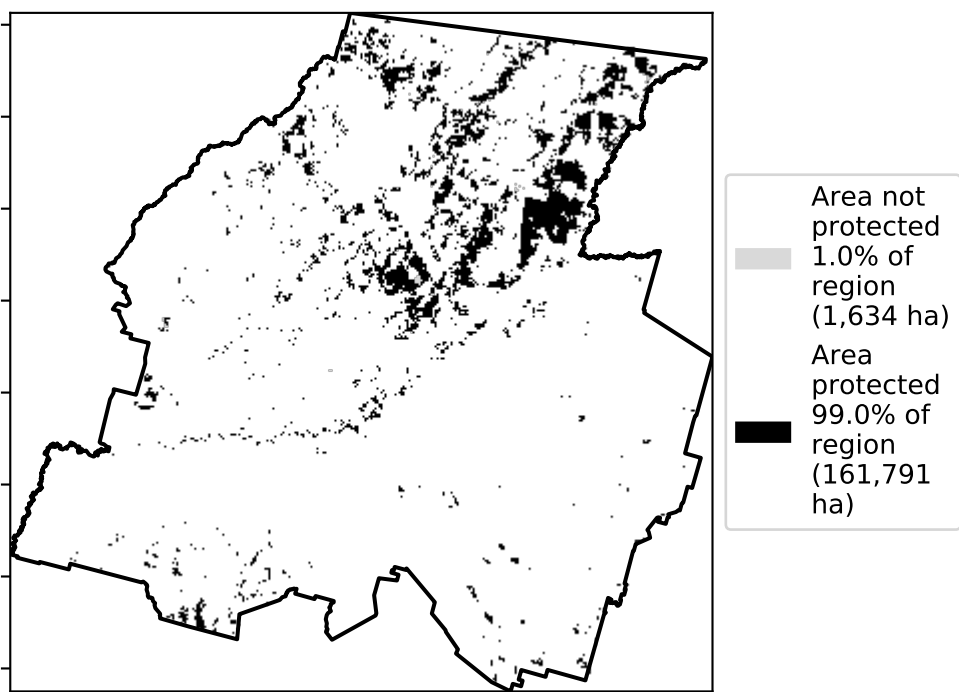 Area not
protected
1.0% of
region
(1,634 ha)
Area
protected
99.0% of
region
(161,791
ha)